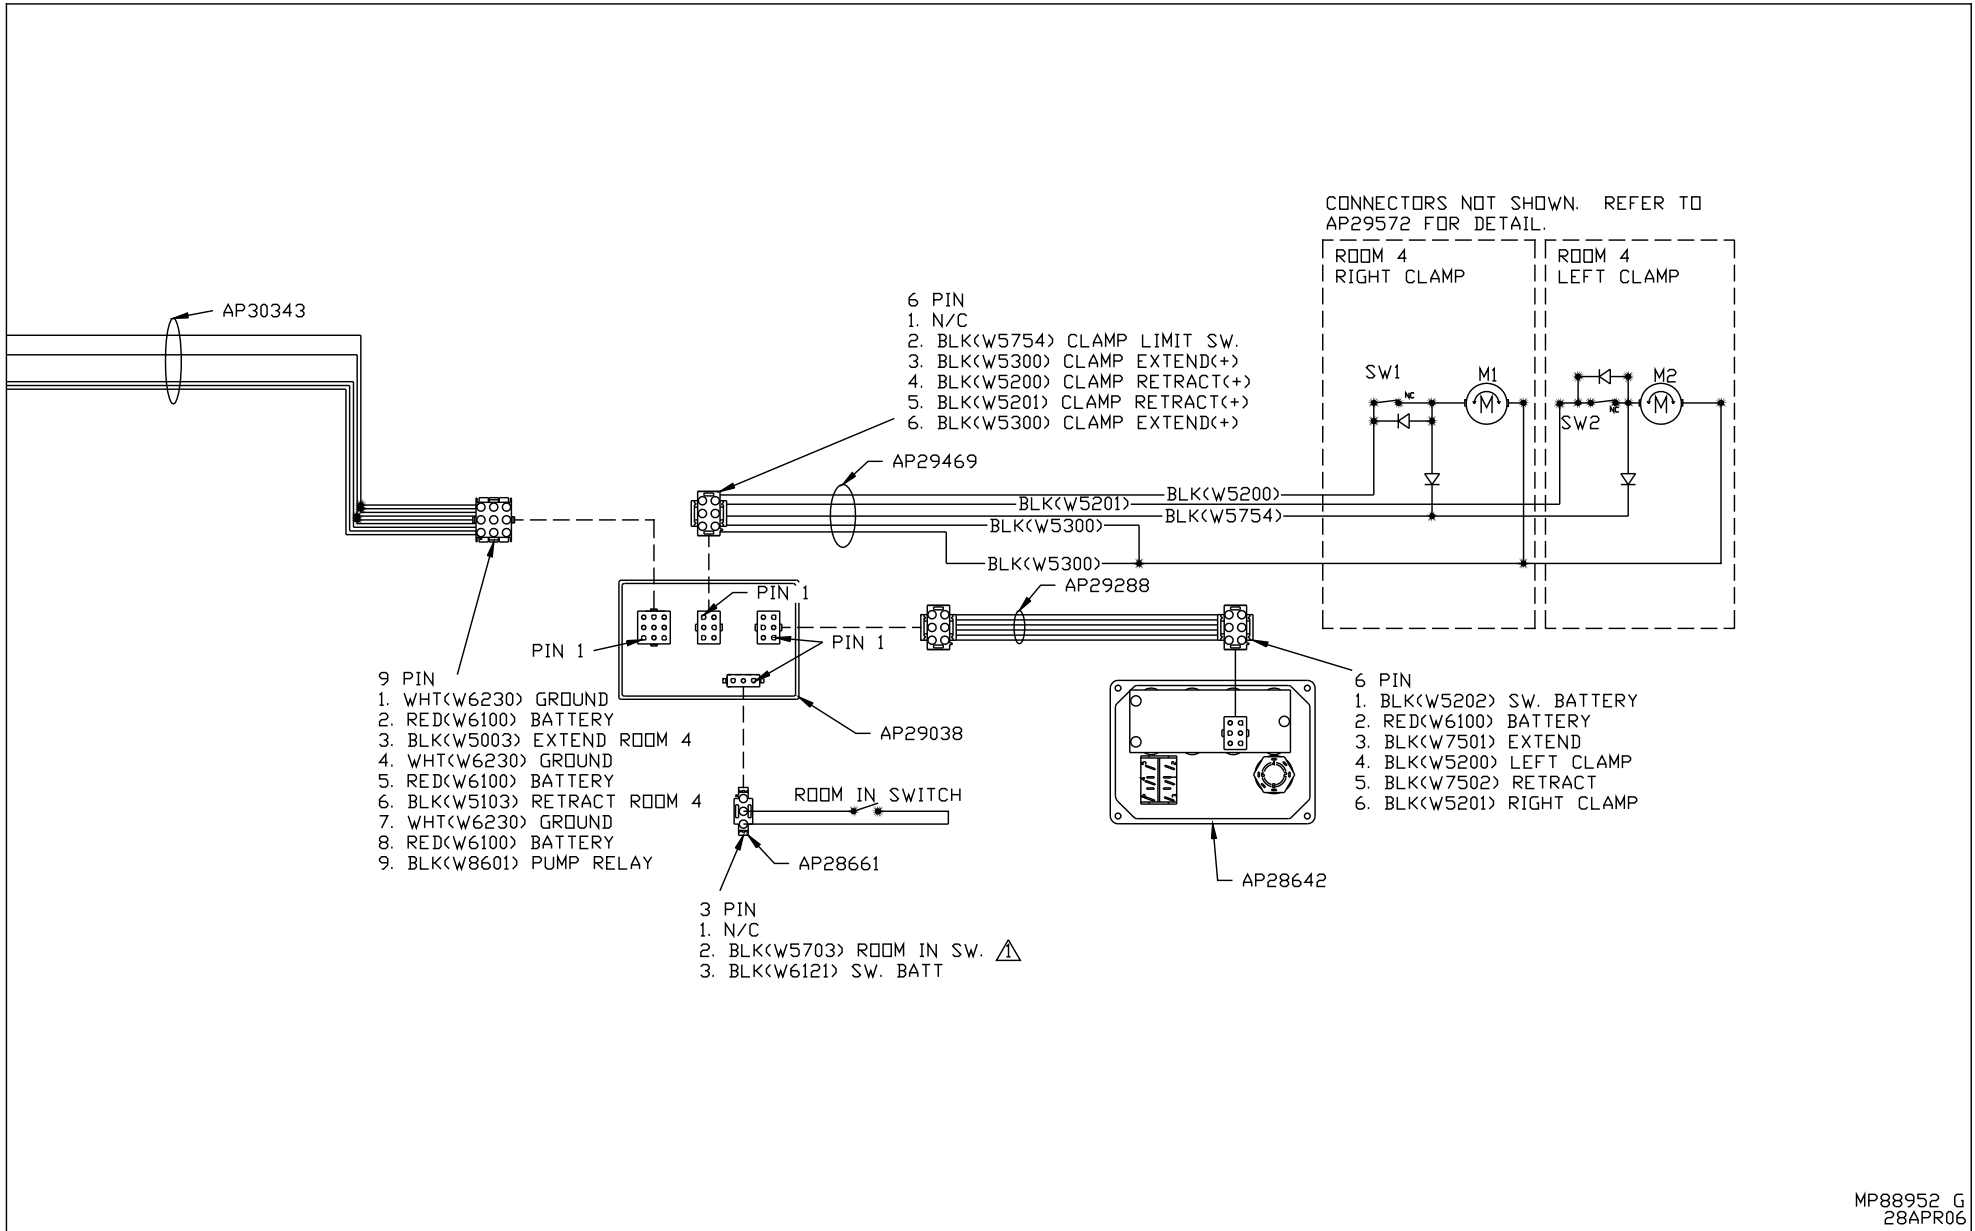 CONNECTORS NOT SHOWN. REFER TO
AP29572 FOR DETAIL.
ROOM 4
RIGHT CLAMP
ROOM 4
LEFT CLAMP
AP30343
6 PIN
1. N/C
2. BLK(W5754) CLAMP LIMIT SW.
3. BLK(W5300) CLAMP EXTEND(+)
4. BLK(W5200) CLAMP RETRACT(+)
5. BLK(W5201) CLAMP RETRACT(+)
6. BLK(W5300) CLAMP EXTEND(+)
SW1
NC
M1
M
M2
M
NC
SW2
AP29469
BLK(W5200)
BLK(W5201)
BLK(W5754)
BLK(W5300)
BLK(W5300)
AP29288
PIN 1
PIN 1
PIN 1
9 PIN
1. WHT(W6230) GROUND
2. RED(W6100) BATTERY
3. BLK(W5003) EXTEND ROOM 4
4. WHT(W6230) GROUND
5. RED(W6100) BATTERY
6. BLK(W5103) RETRACT ROOM 4
7. WHT(W6230) GROUND
8. RED(W6100) BATTERY
9. BLK(W8601) PUMP RELAY
6 PIN
1. BLK(W5202) SW. BATTERY
2. RED(W6100) BATTERY
3. BLK(W7501) EXTEND
4. BLK(W5200) LEFT CLAMP
5. BLK(W7502) RETRACT
6. BLK(W5201) RIGHT CLAMP
AP29038
ROOM IN SWITCH
AP28661
AP28642
3 PIN
1. N/C
2. BLK(W5703) ROOM IN SW. 1
3. BLK(W6121) SW. BATT
MP88952 G
28APR06